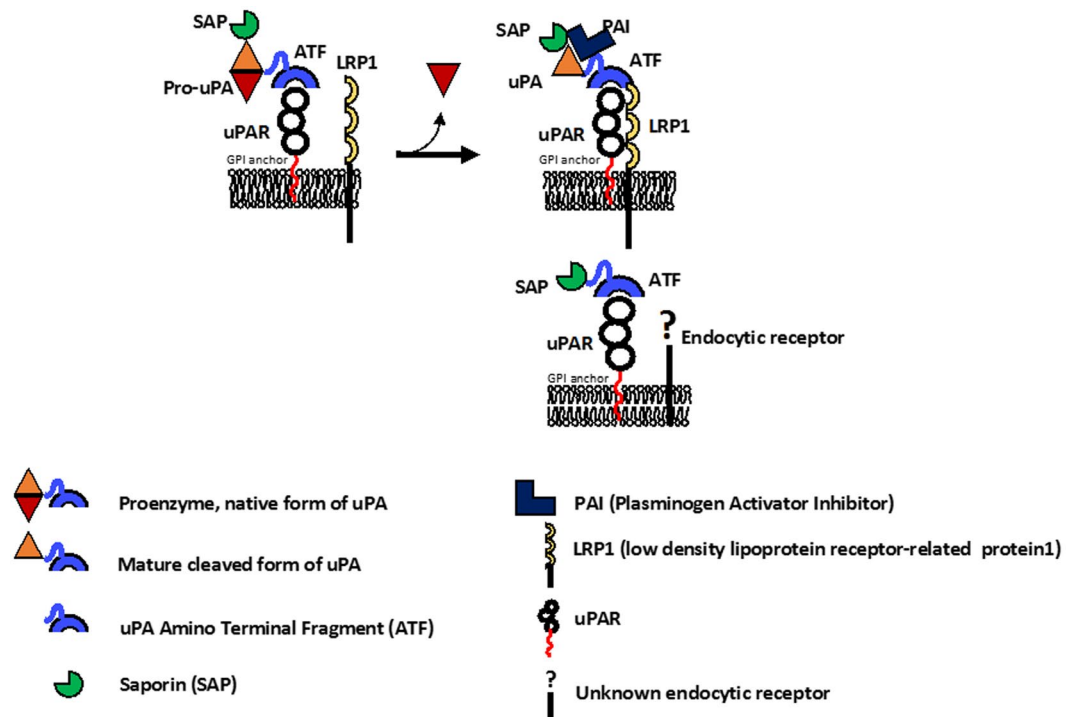 SAP
ATF
LRP1
Pro-uPA
uPAR
GPI anchor
SAP
PAI
ATF
uPA
LRP1
uPAR
GPI anchor
SAP
ATF
?
Endocytic receptor
uPAR
GPI anchor
Proenzyme, native form of uPA
Mature cleaved form of uPA
uPA Amino Terminal Fragment (ATF)
Saporin (SAP)
PAI (Plasminogen Activator Inhibitor)
LRP1 (low density lipoprotein receptor-related protein1)
uPAR
?
Unknown endocytic receptor